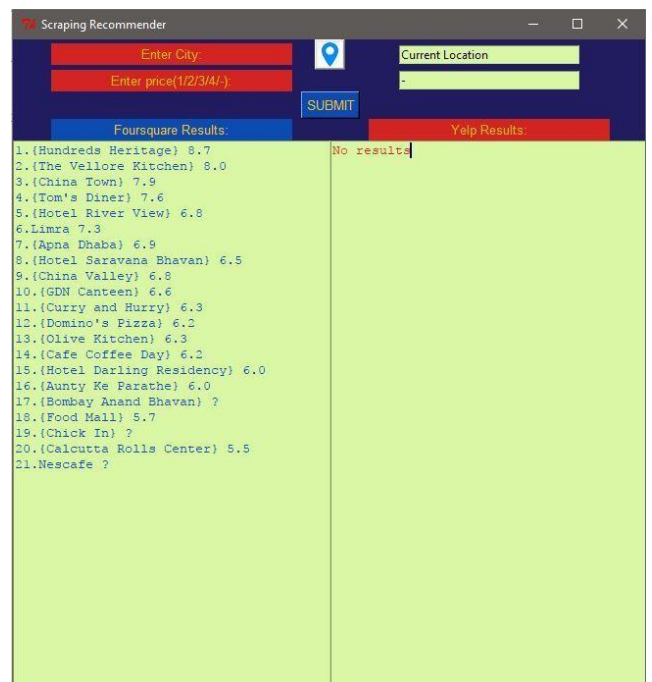 Scraping Recommender
Enter City:
Current Location
Enter price(1/2/3/4/-):
-
SUBMIT
Foursquare Results:
Yelp Results:
1.{Hundreds Heritage} 8.7
2.{The Vellore Kitchen} 8.0
3.{China Town} 7.9
4.{Tom's Diner} 7.6
5.{Hotel River View} 6.8
6.Limra 7.3
7.{Apna Dhaba} 6.9
8.{Hotel Saravana Bhavan} 6.5
9.{China Valley} 6.8
10.{GDN Canteen} 6.6
11.{Curry and Hurry} 6.3
12.{Domino's Pizza} 6.2
13.{Olive Kitchen} 6.3
14.{Cafe Coffee Day} 6.2
15.{Hotel Darling Residency} 6.0
16.{Aunty Ke Parathe} 6.0
17.{Bombay Anand Bhavan} ?
18.{Food Mall} 5.7
19.{Chick In} ?
20.{Calcutta Rolls Center} 5.5
21.Nescafe ?
No results